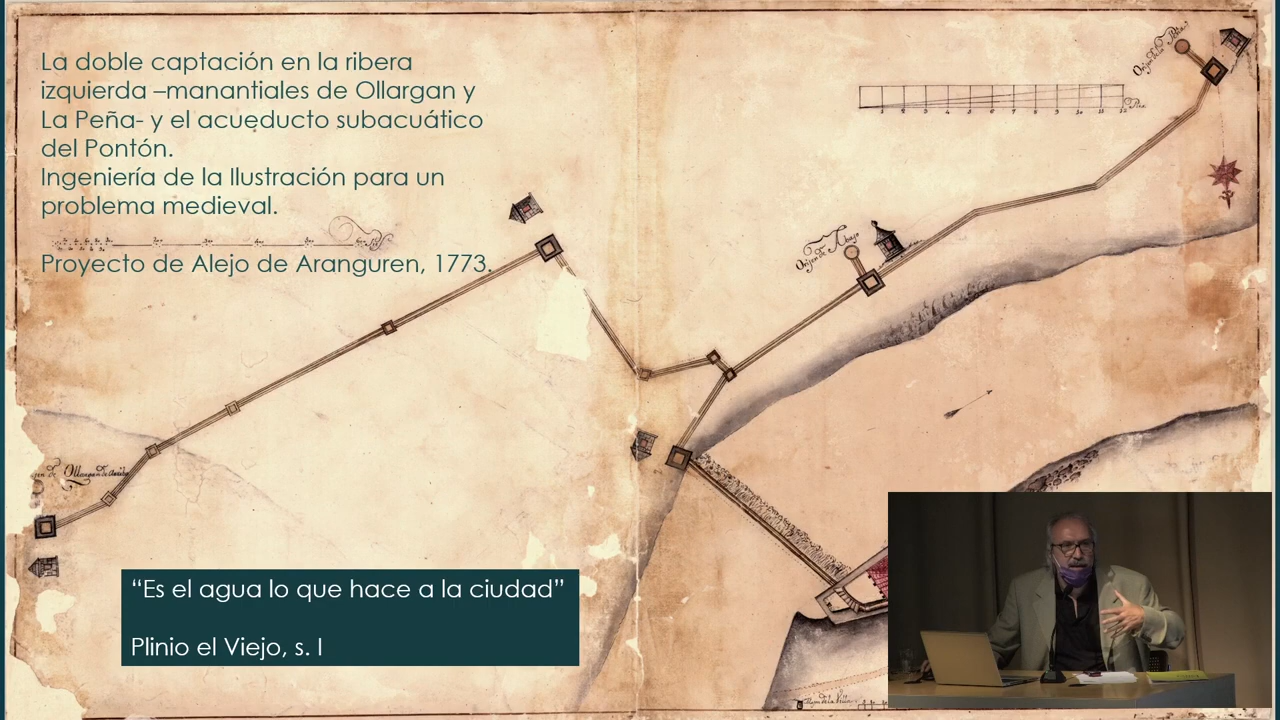 La doble captación en la ribera
izquierda –manantiales de Ollargan y
La Peña- y el acueducto subacuático
del Pontón.
Ingeniería de la Ilustración para un
problema medieval.
Proyecto de Alejo de Aranguren, 1773.
“Es el agua lo que hace a la ciudad”
Plinio el Viejo, s. I